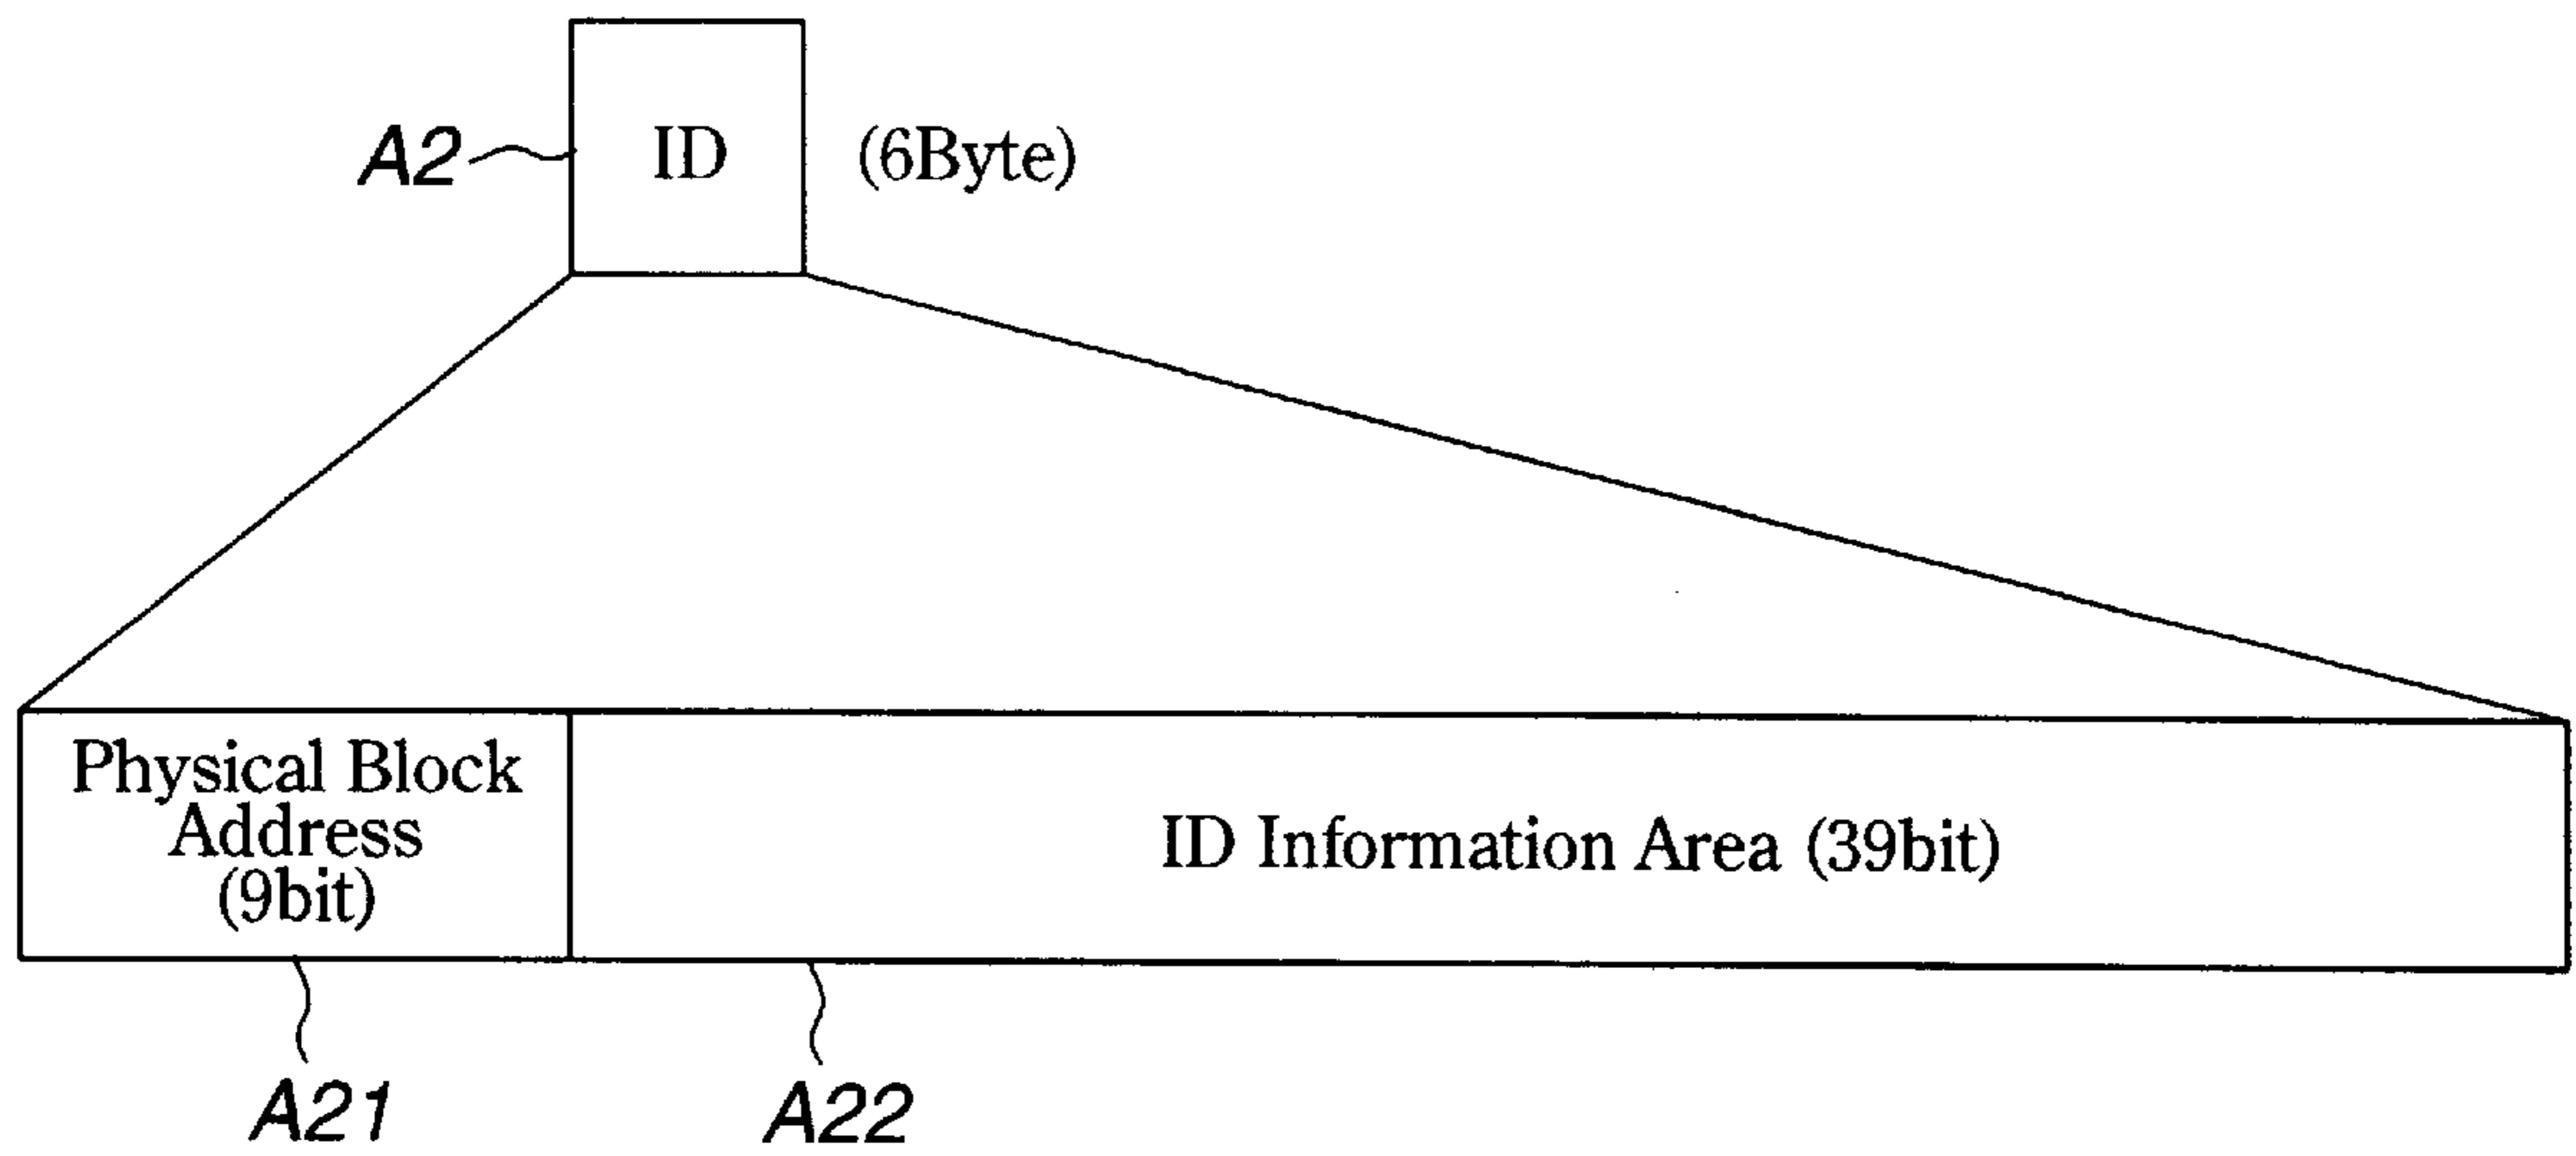 A2
ID
(6Byte)
Physical Block
Address
(9bit)
ID Information Area (39bit)
A21
A22